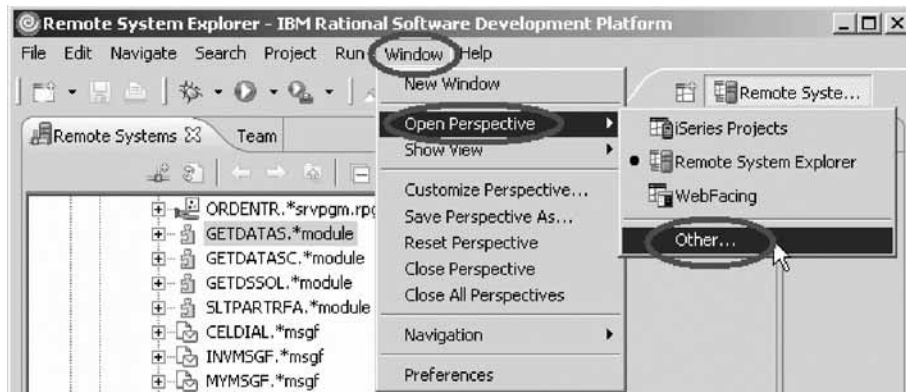 Remote System Explorer - IBM Rational Software Development Platform
File Edit Navigate Search Project Run Window Help
New Window
Remote Syste...
Remote Systems
Team
Open Perspective
iSeries Projects
Show View
Remote System Explorer
Customize Perspective...
WebFacing
Save Perspective As...
Other...
Reset Perspective
Close Perspective
Close All Perspectives
Navigation
Preferences
ORDENTR.*srvpgm.rpg
GETDATAS.*module
GETDATASC.*module
GETDSSOL.*module
SLTPARTRFA.*module
CELDIAL.*msgf
INVMSGF.*msgf
MYMSGF.*msgf